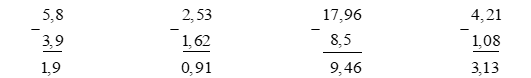 5,8 2,53 17,96 4,21
− − − −
3,9 1,62 8,5 1,08
1,9 0,91 9,46 3,13